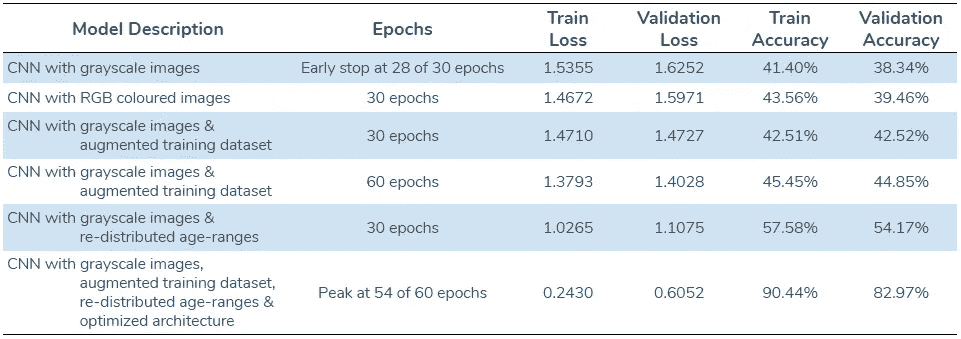 Model Description Epochs Train Loss Validation Loss Train Accuracy Validation Accuracy
CNN with grayscale images Early stop at 28 of 30 epochs 1.5355 1.6252 41.40% 38.34%
CNN with RGB coloured images 30 epochs 1.4672 1.5971 43.56% 39.46%
CNN with grayscale images &
augmented training dataset 30 epochs 1.4710 1.4727 42.51% 42.52%
CNN with grayscale images &
augmented training dataset 60 epochs 1.3793 1.4028 45.45% 44.85%
CNN with grayscale images &
re-distributed age-ranges 30 epochs 1.0265 1.1075 57.58% 54.17%
CNN with grayscale images,
augmented training dataset,
re-distributed age-ranges &
optimized architecture Peak at 54 of 60 epochs 0.2430 0.6052 90.44% 82.97%